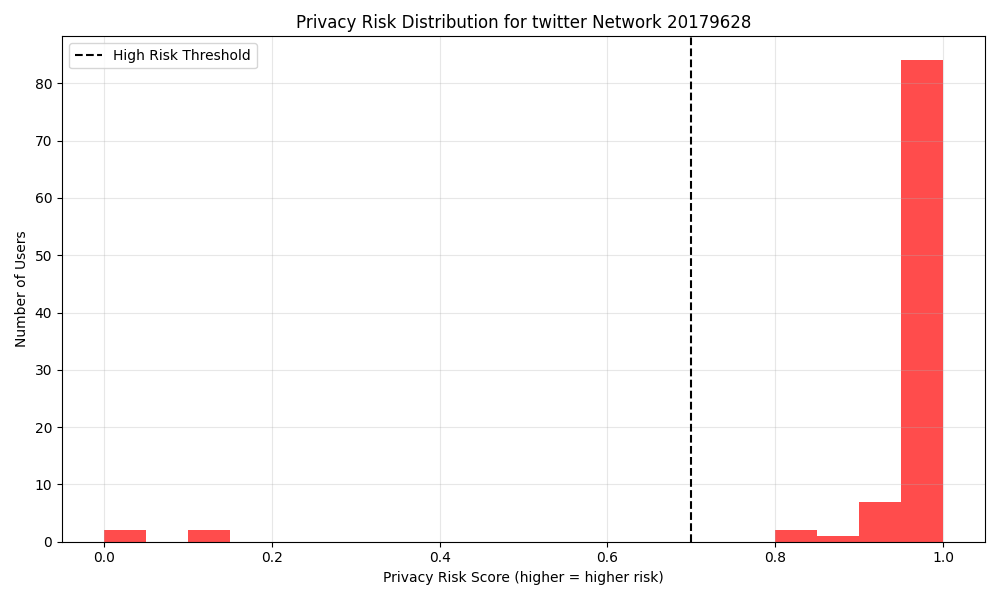 Privacy Risk Distribution for twitter Network 20179628
High Risk Threshold
Number of Users
80
70
60
50
40
30
20
10
0
0.0 0.2 0.4 0.6 0.8 1.0
Privacy Risk Score (higher = higher risk)